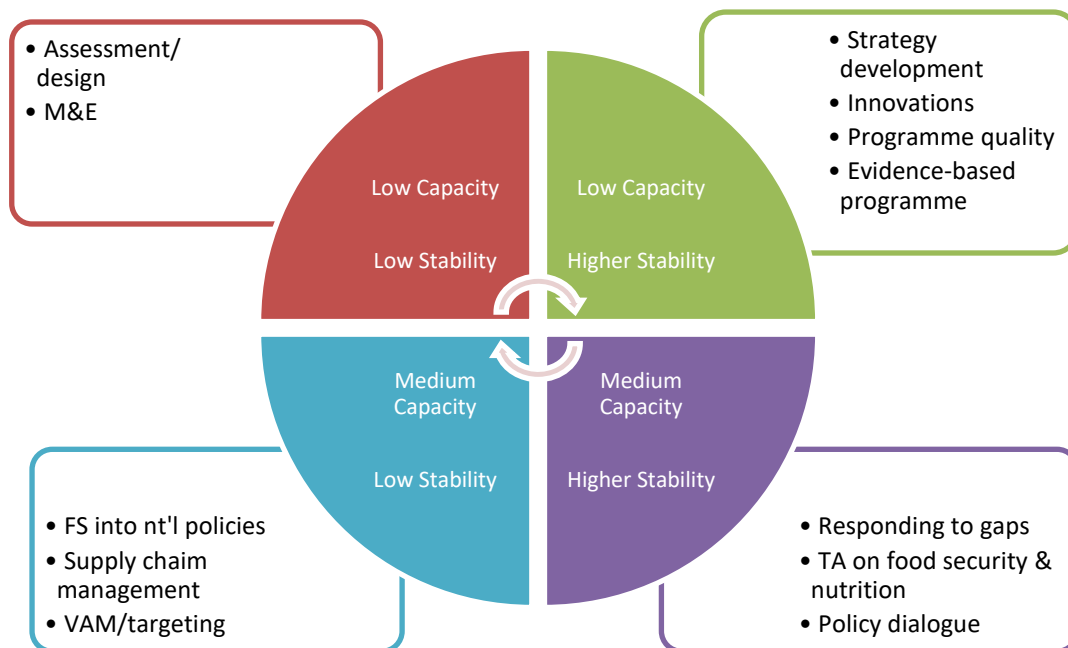 • Assessment/
design
• M&E
• Strategy
development
• Innovations
• Programme quality
• Evidence-based
programme
Low Capacity
Low Stability
Low Capacity
Higher Stability
Medium
Capacity
Low Stability
Medium
Capacity
Higher Stability
• FS into nt'l policies
• Supply chaim
management
• VAM/targeting
• Responding to gaps
• TA on food security &
nutrition
• Policy dialogue